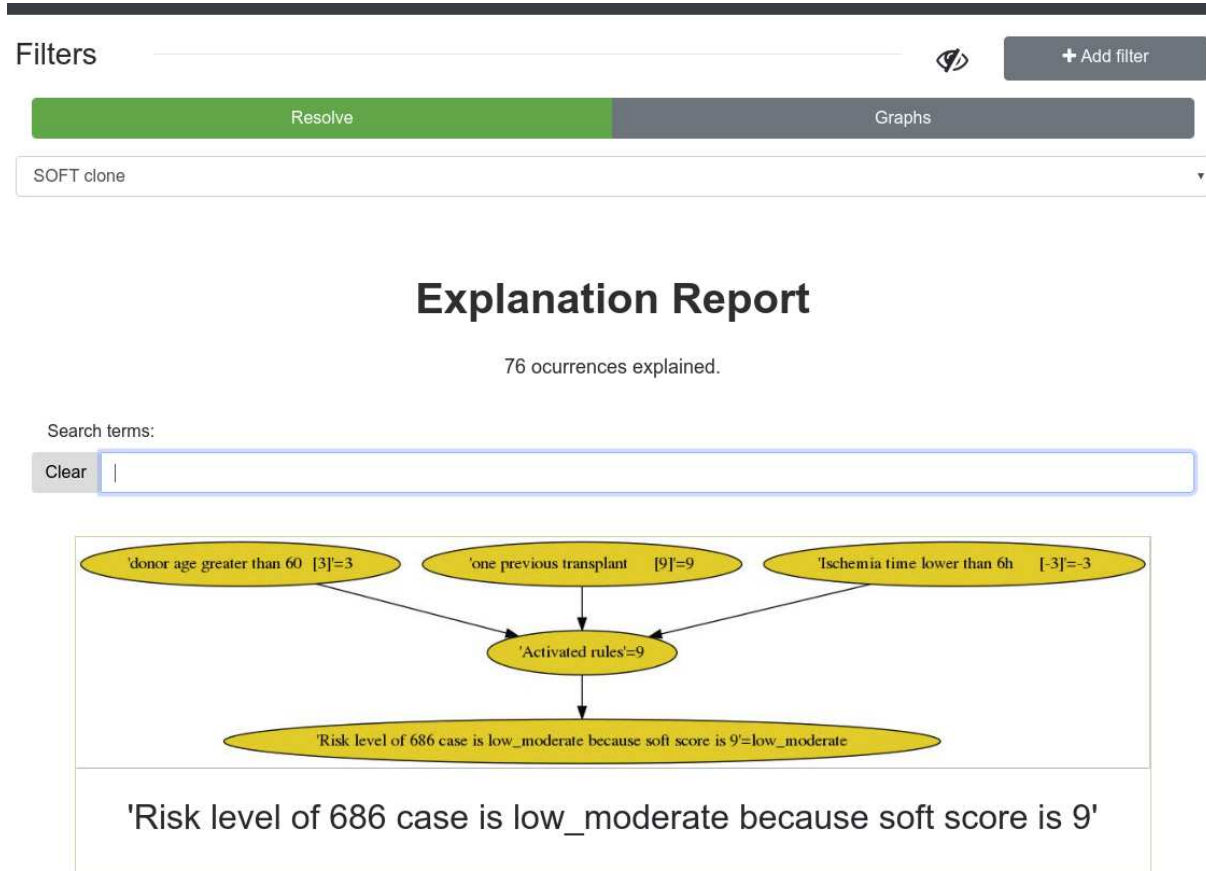 Filters
+ Add filter
Resolve
Graphs
SOFT clone
Explanation Report
76 ocurrences explained.
Search terms:
Clear
'donor age greater than 60 [3]'=3
'one previous transplant [9]'=9
'Ischemia time lower than 6h [-3]'=-3
'Activated rules'=9
'Risk level of 686 case is low_moderate because soft score is 9'=low_moderate
'Risk level of 686 case is low_moderate because soft score is 9'